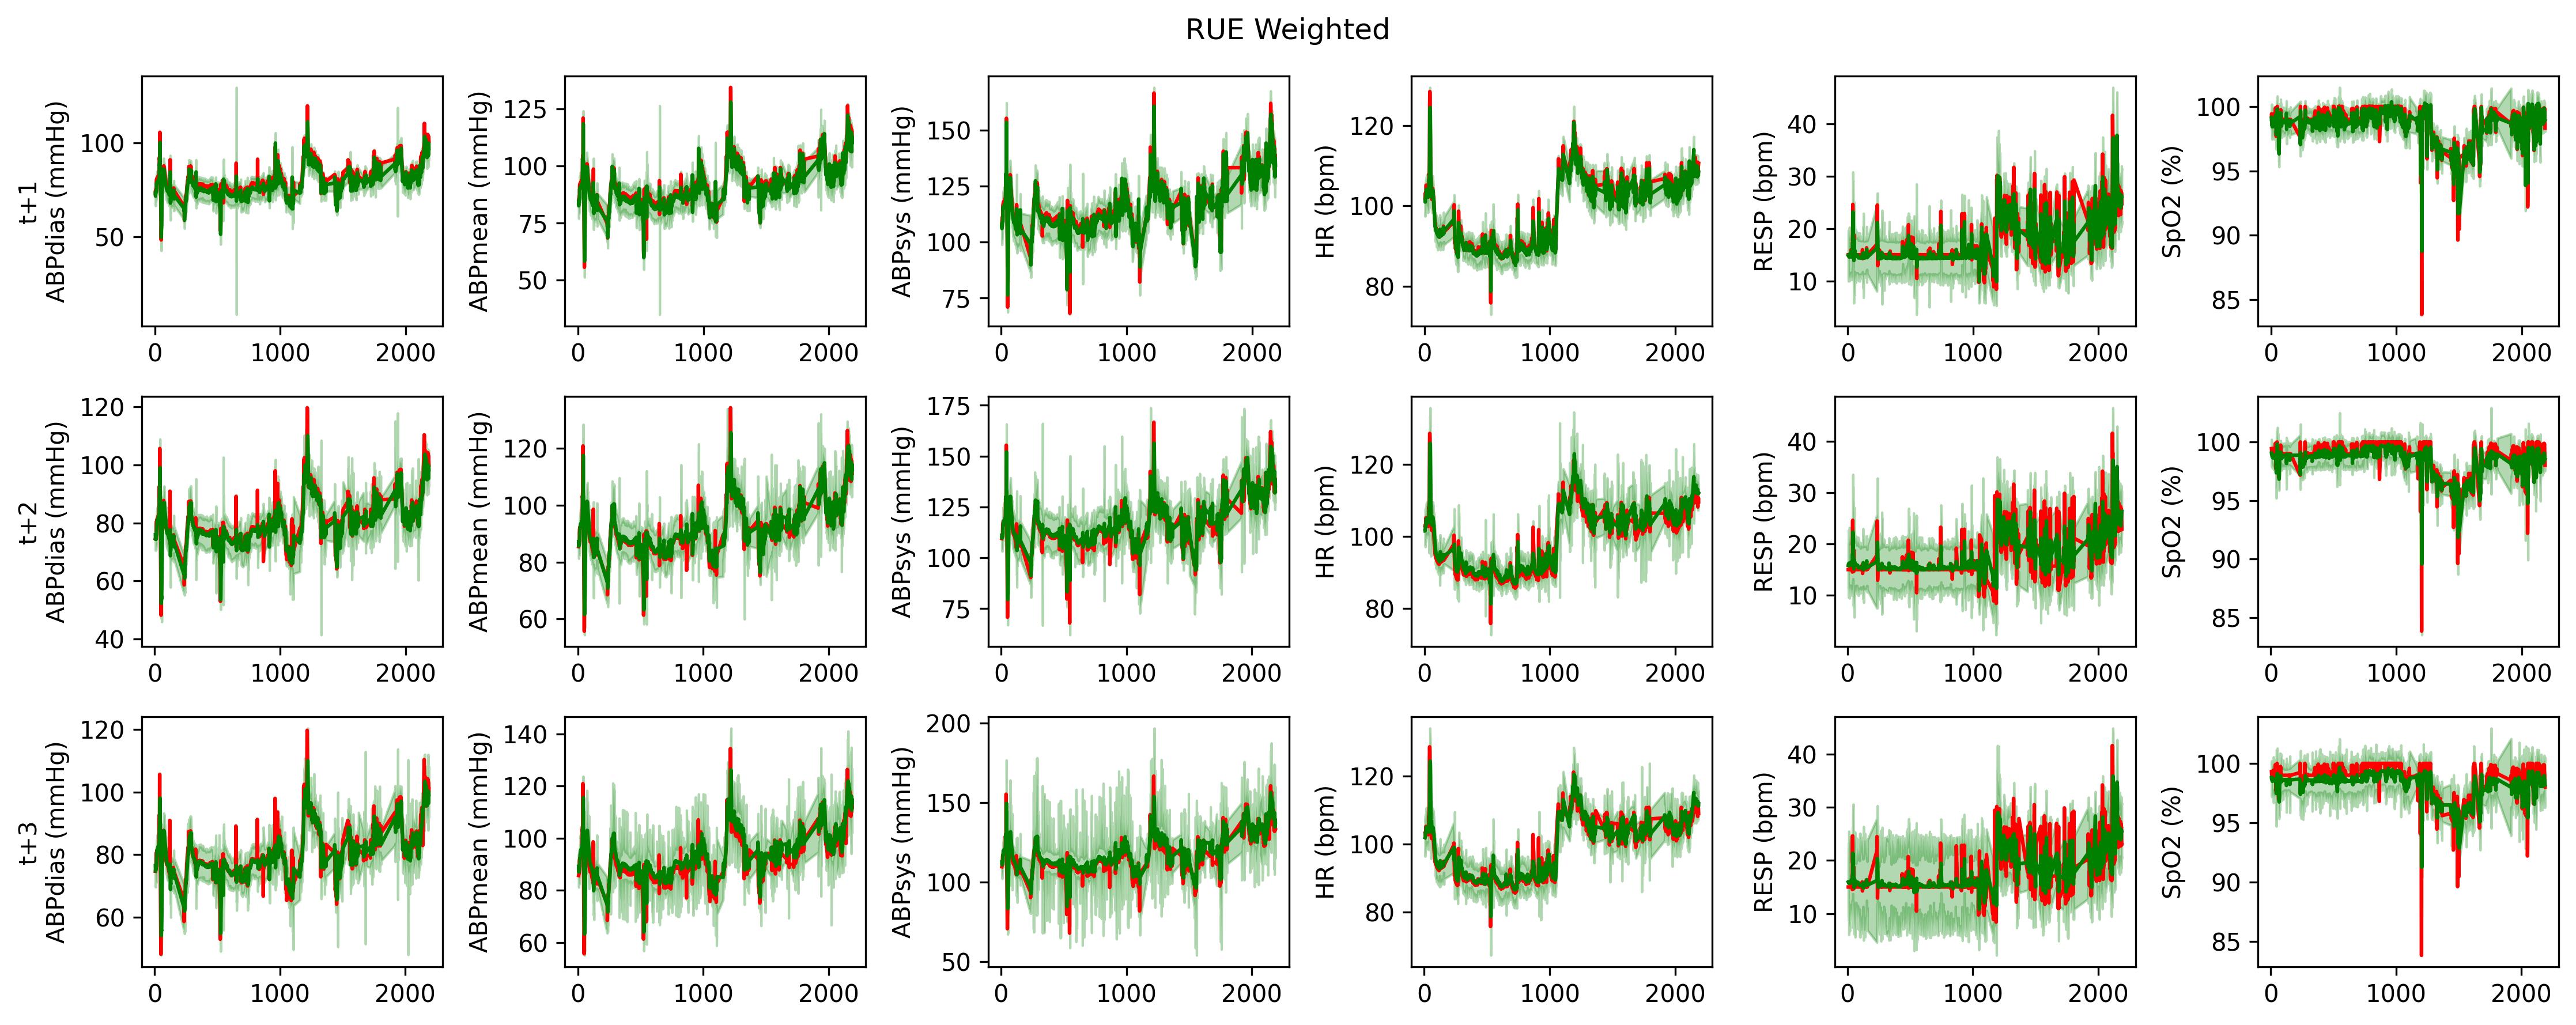 RUE Weighted
t+1
ABPdias (mmHg)
50
100
0 1000 2000
ABPmean (mmHg)
50
75
100
125
0 1000 2000
ABPsys (mmHg)
75
100
125
150
0 1000 2000
HR (bpm)
80
100
120
0 1000 2000
RESP (bpm)
10
20
30
40
0 1000 2000
SpO2 (%)
85
90
95
100
0 1000 2000
t+2
ABPdias (mmHg)
40
60
80
100
120
0 1000 2000
ABPmean (mmHg)
60
80
100
120
0 1000 2000
ABPsys (mmHg)
75
100
125
150
175
0 1000 2000
HR (bpm)
80
100
120
0 1000 2000
RESP (bpm)
10
20
30
40
0 1000 2000
SpO2 (%)
85
90
95
100
0 1000 2000
t+3
ABPdias (mmHg)
60
80
100
120
0 1000 2000
ABPmean (mmHg)
60
80
100
120
140
0 1000 2000
ABPsys (mmHg)
50
100
150
200
0 1000 2000
HR (bpm)
80
100
120
0 1000 2000
RESP (bpm)
10
20
30
40
0 1000 2000
SpO2 (%)
85
90
95
100
0 1000 2000